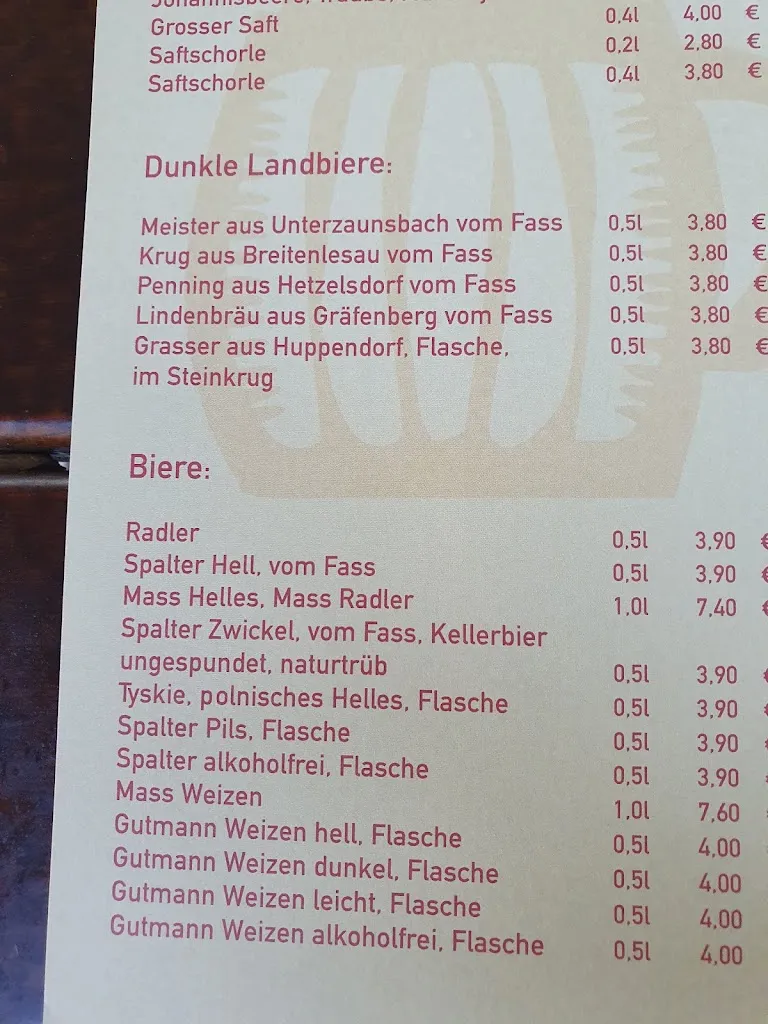 Johannisbeere, Traube,
Grosser Saft 0,4l 4,00 €
Saftschorle 0,2l 2,80 €
Saftschorle 0,4l 3,80 €
Dunkle Landbiere:
Meister aus Unterzaunsbach vom Fass 0,5l 3,80 €
Krug aus Breitenlesau vom Fass 0,5l 3,80 €
Penning aus Hetzelsdorf vom Fass 0,5l 3,80 €
Lindenbräu aus Gräfenberg vom Fass 0,5l 3,80 €
Grasser aus Huppendorf, Flasche, 0,5l 3,80 €
im Steinkrug
Biere:
Radler 0,5l 3,90 €
Spalter Hell, vom Fass 0,5l 3,90 €
Mass Helles, Mass Radler 1,0l 7,40 €
Spalter Zwickel, vom Fass, Kellerbier
ungespundet, naturtrüb 0,5l 3,90 €
Tyskie, polnisches Helles, Flasche 0,5l 3,90 €
Spalter Pils, Flasche 0,5l 3,90 €
Spalter alkoholfrei, Flasche 0,5l 3,90
Mass Weizen 1,0l 7,60
Gutmann Weizen hell, Flasche 0,5l 4,00
Gutmann Weizen dunkel, Flasche 0,5l 4,00
Gutmann Weizen leicht, Flasche 0,5l 4,00
Gutmann Weizen alkoholfrei, Flasche 0,5l 4,00